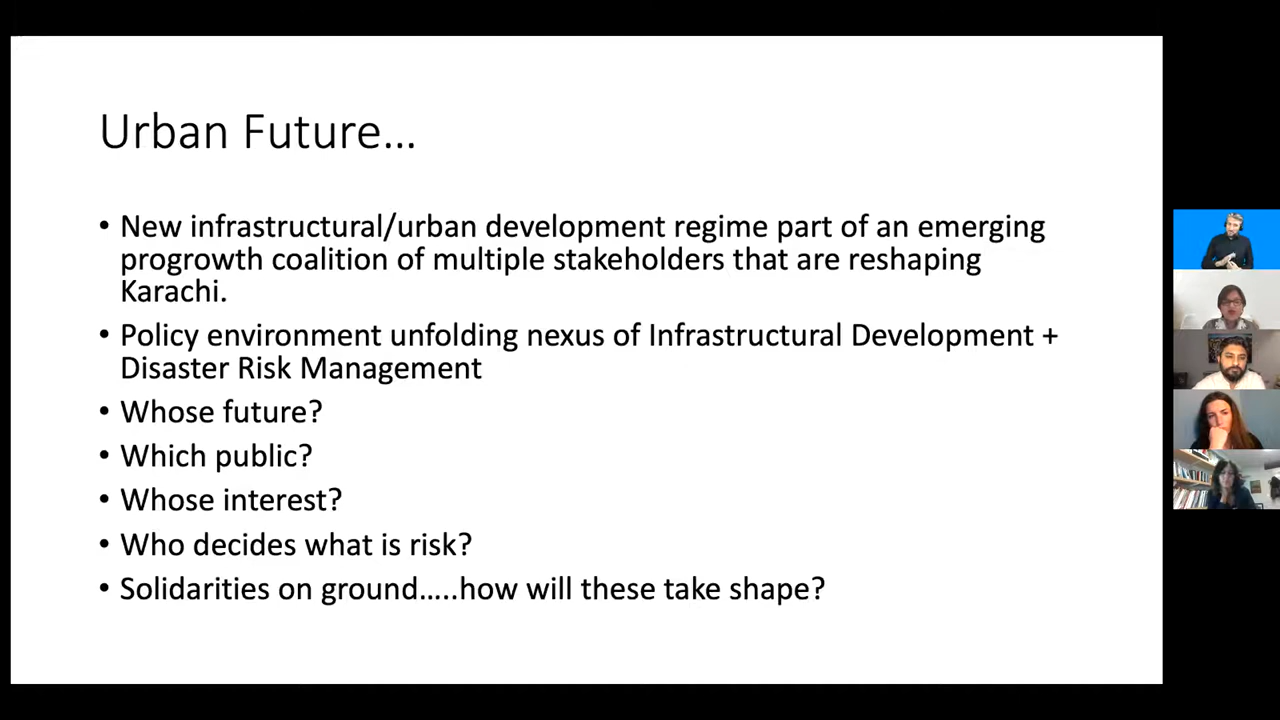 Urban Future...
• New infrastructural/urban development regime part of an emerging
progrowth coalition of multiple stakeholders that are reshaping
Karachi.
• Policy environment unfolding nexus of Infrastructural Development +
Disaster Risk Management
• Whose future?
• Which public?
• Whose interest?
• Who decides what is risk?
• Solidarities on ground.....how will these take shape?